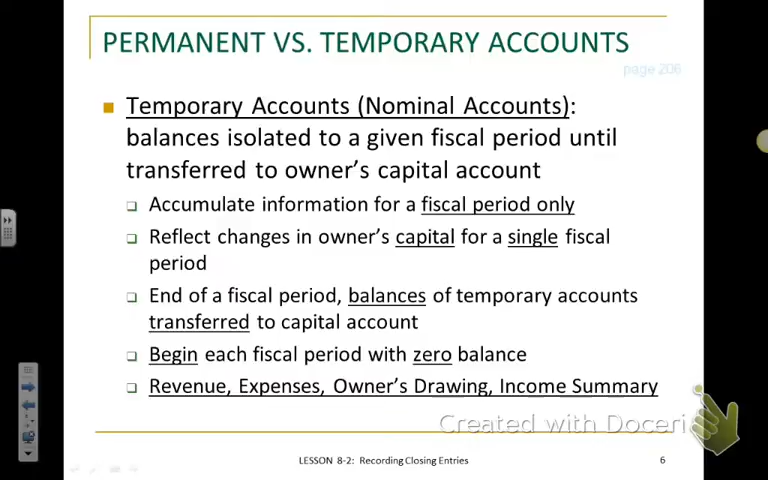 PERMANENT VS. TEMPORARY ACCOUNTS
page 206
Temporary Accounts (Nominal Accounts):
balances isolated to a given fiscal period until
transferred to owner's capital account
Accumulate information for a fiscal period only
Reflect changes in owner's capital for a single fiscal
period
End of a fiscal period, balances of temporary accounts
transferred to capital account
Begin each fiscal period with zero balance
Revenue, Expenses, Owner's Drawing, Income Summary
Created with Doceri
LESSON 8-2: Recording Closing Entries
6